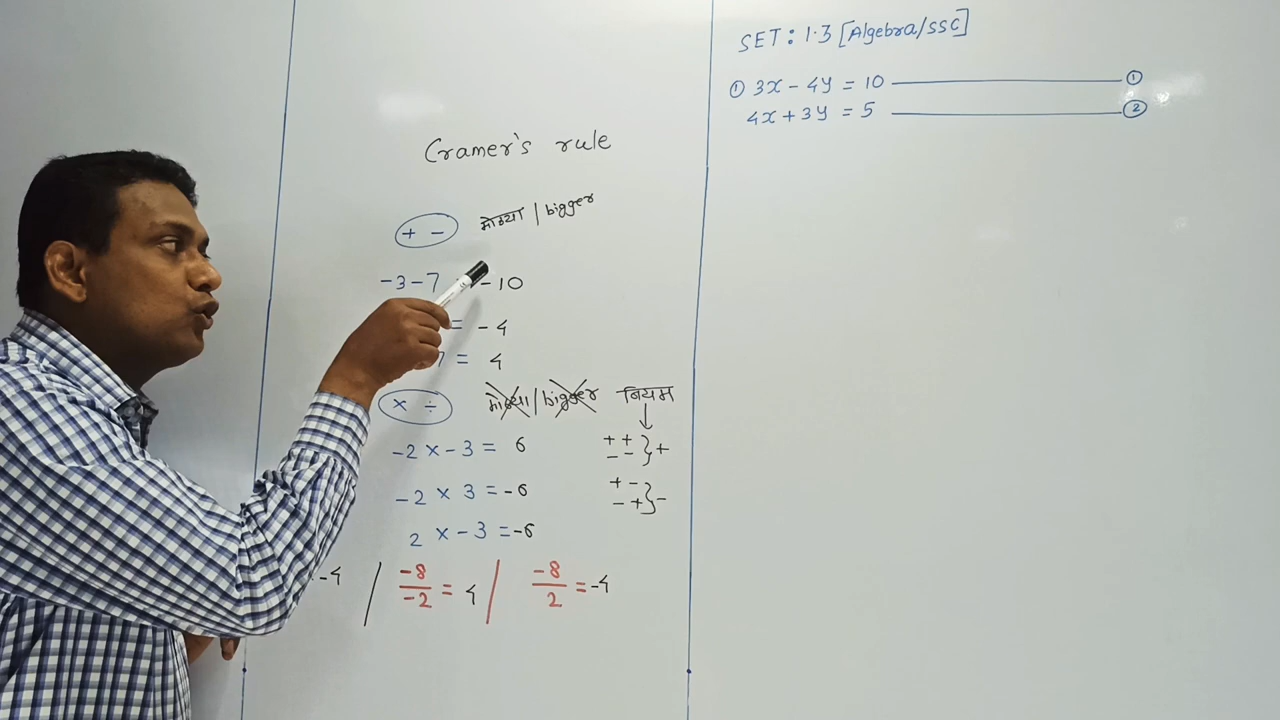 Cramer's rule
+ - मोठ्या / bigger
-3-7 -10
= -4
7 = 4
× ÷ मोठ्या / bigger नियम
-2 × -3 = 6
+ + } +
- -
-2 × 3 = -6
+ - } -
- +
2 × -3 = -6
-4 / -8/-2 = 4 / -8/2 = -4
SET : 1.3 [Algebra/SSC]
① 3x - 4y = 10 ①
4x + 3y = 5 ②